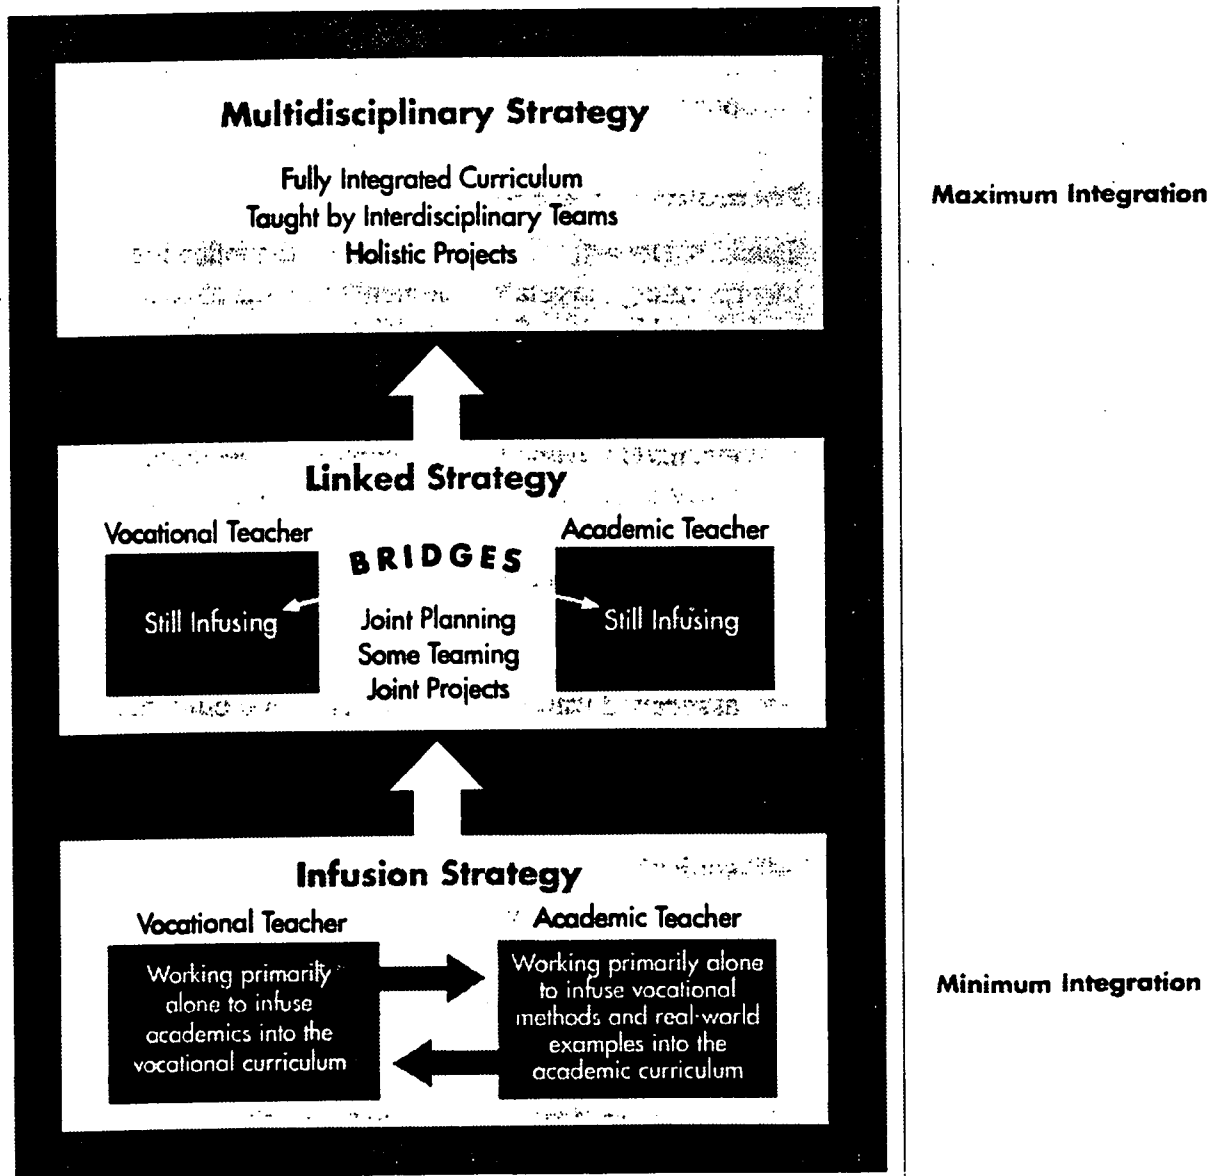 Multidisciplinary Strategy
Fully Integrated Curriculum
Taught by Interdisciplinary Teams
Holistic Projects
Maximum Integration
Linked Strategy
Vocational Teacher
Academic Teacher
BRIDGES
Still Infusing
Joint Planning
Some Teaming
Joint Projects
Still Infusing
Infusion Strategy
Vocational Teacher
Academic Teacher
Working primarily
alone to infuse
academics into the
vocational curriculum
Working primarily alone
to infuse vocational
methods and real-world
examples into the
academic curriculum
Minimum Integration